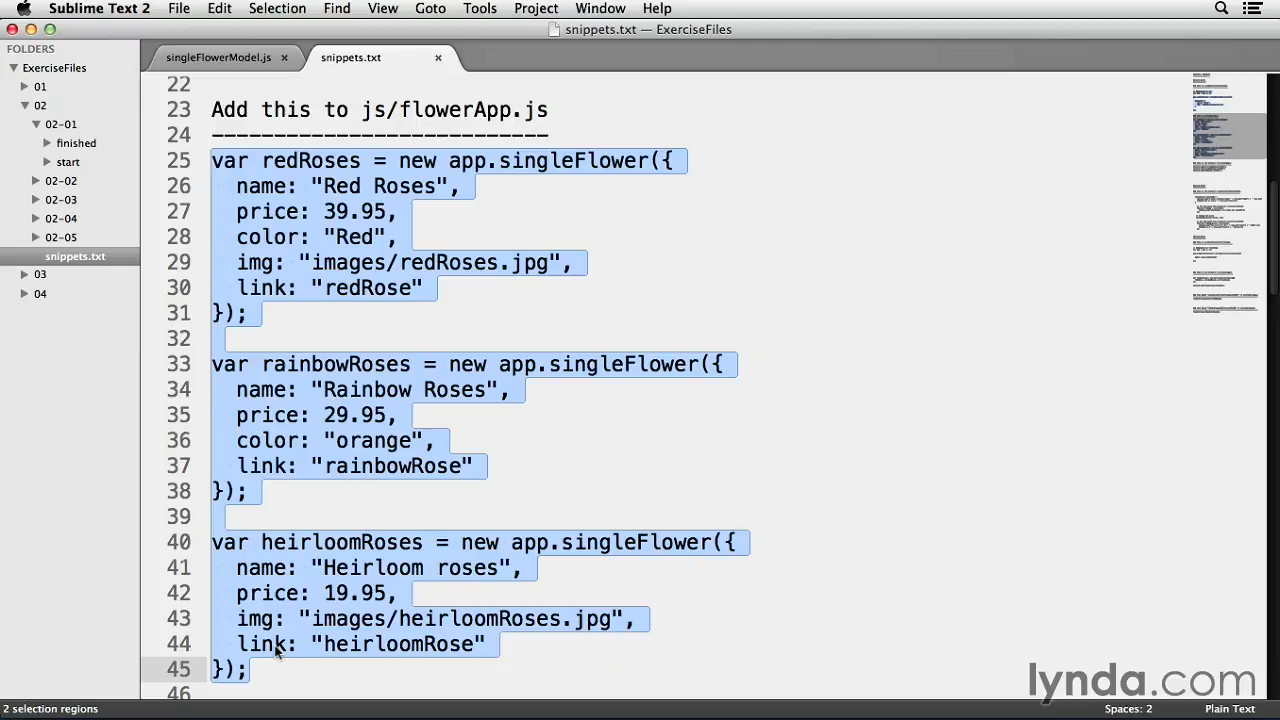 Sublime Text 2 File Edit Selection Find View Goto Tools Project Window Help
snippets.txt — ExerciseFiles
FOLDERS
ExerciseFiles
01
02
02-01
finished
start
02-02
02-03
02-04
02-05
snippets.txt
03
04
singleFlowerModel.js × snippets.txt ×
22
23 Add this to js/flowerApp.js
24 ---------------------------
25 var redRoses = new app.singleFlower({
26 name: "Red Roses",
27 price: 39.95,
28 color: "Red",
29 img: "images/redRoses.jpg",
30 link: "redRose"
31 });
32
33 var rainbowRoses = new app.singleFlower({
34 name: "Rainbow Roses",
35 price: 29.95,
36 color: "orange",
37 link: "rainbowRose"
38 });
39
40 var heirloomRoses = new app.singleFlower({
41 name: "Heirloom roses",
42 price: 19.95,
43 img: "images/heirloomRoses.jpg",
44 link: "heirloomRose"
45 });
46
lynda.com
2 selection regions Spaces: 2 Plain Text